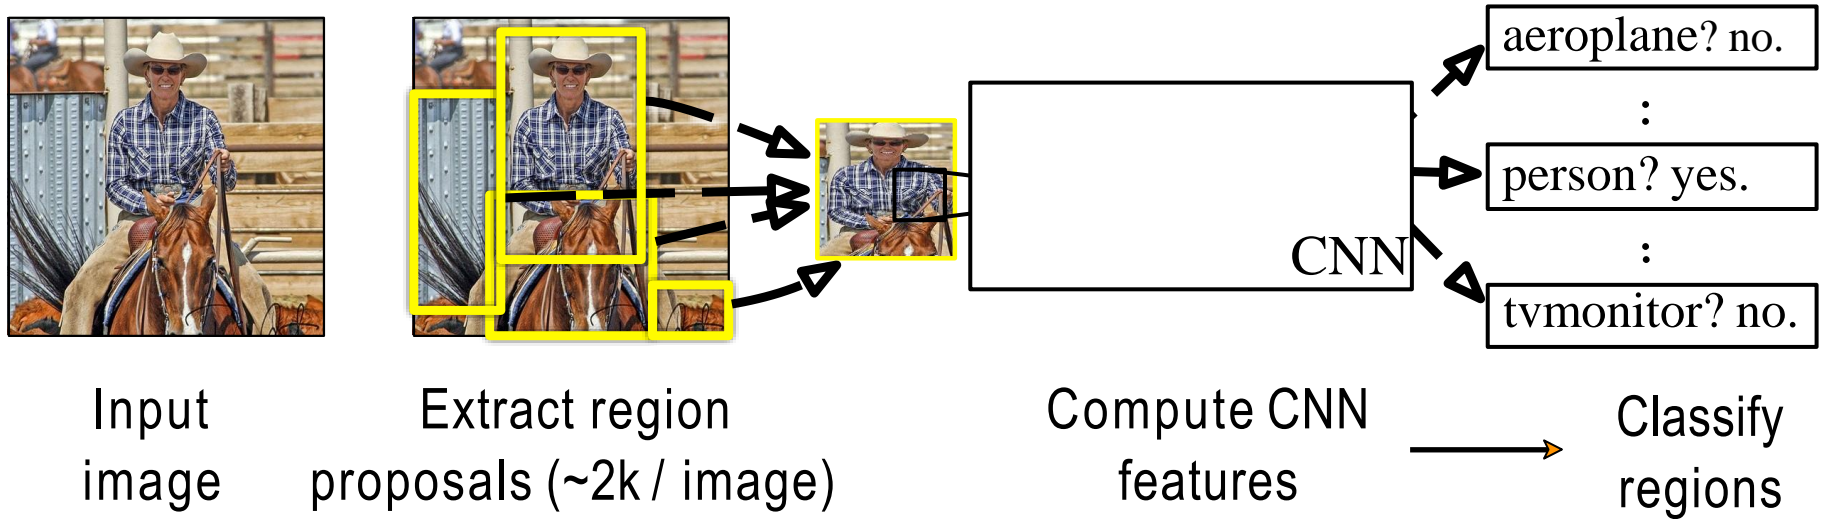 aeroplane? no.
:
person? yes.
:
tvmonitor? no.
CNN
Input
image
Extract region
proposals (~2k / image)
Compute CNN
features
Classify
regions